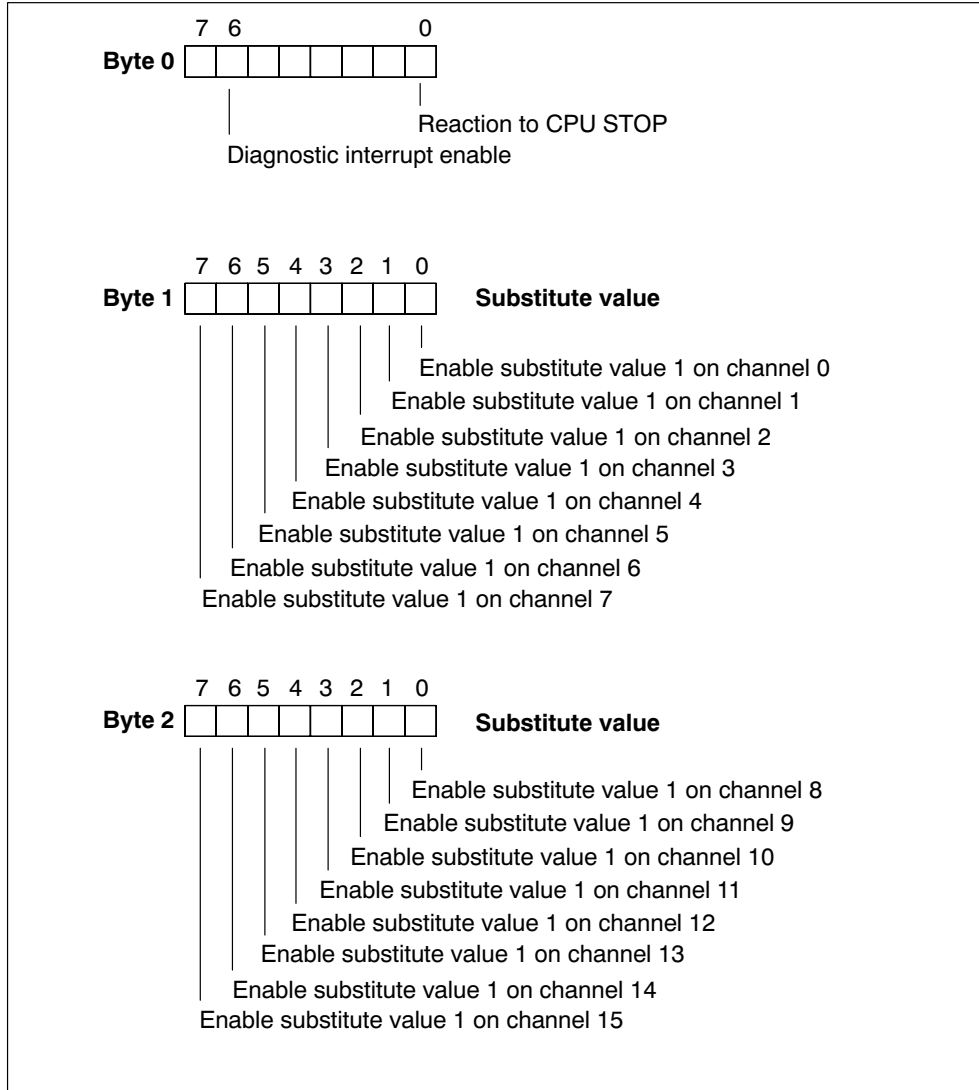 7 6 0
Byte 0
Reaction to CPU STOP
Diagnostic interrupt enable
7 6 5 4 3 2 1 0
Byte 1 Substitute value
Enable substitute value 1 on channel 0
Enable substitute value 1 on channel 1
Enable substitute value 1 on channel 2
Enable substitute value 1 on channel 3
Enable substitute value 1 on channel 4
Enable substitute value 1 on channel 5
Enable substitute value 1 on channel 6
Enable substitute value 1 on channel 7
7 6 5 4 3 2 1 0
Byte 2 Substitute value
Enable substitute value 1 on channel 8
Enable substitute value 1 on channel 9
Enable substitute value 1 on channel 10
Enable substitute value 1 on channel 11
Enable substitute value 1 on channel 12
Enable substitute value 1 on channel 13
Enable substitute value 1 on channel 14
Enable substitute value 1 on channel 15